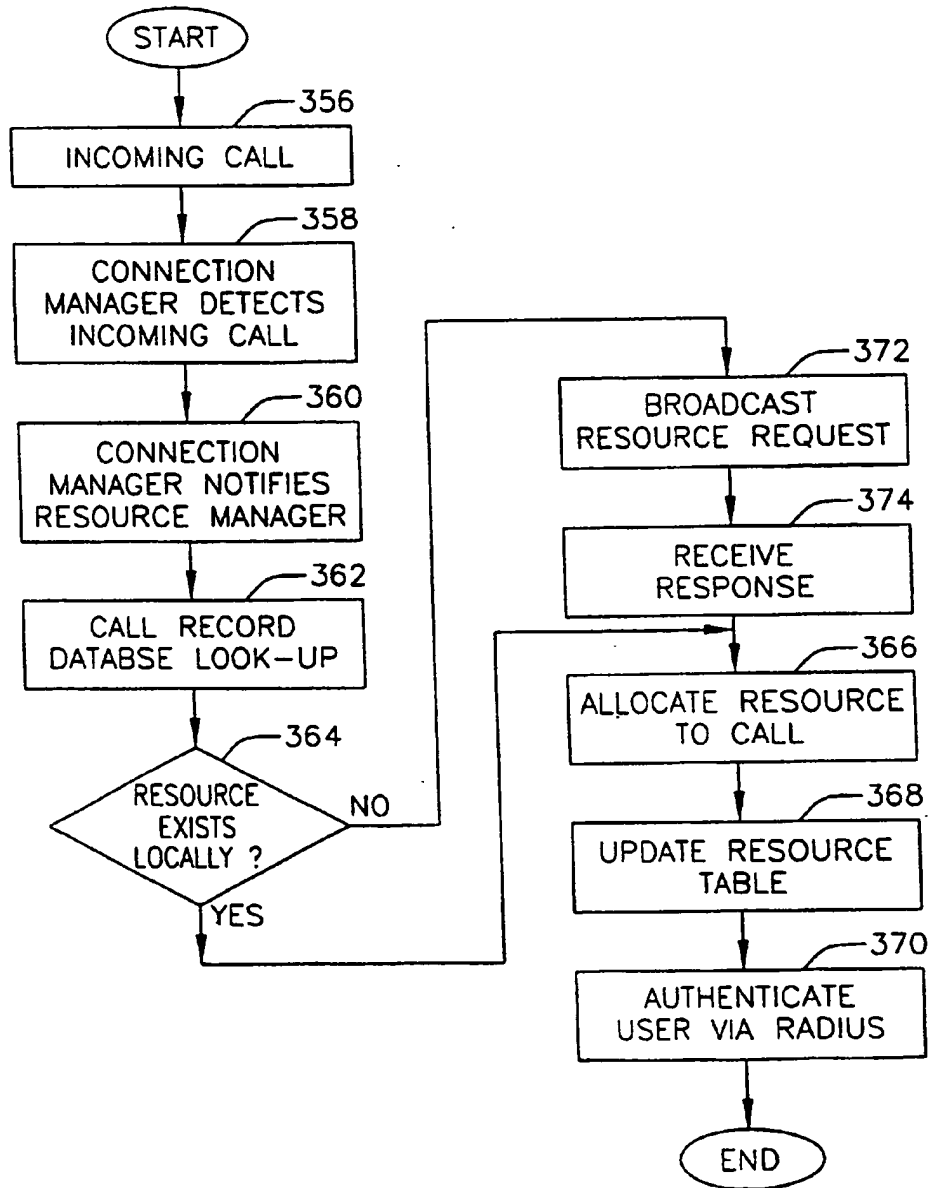 START
356
INCOMING CALL
358
CONNECTION
MANAGER DETECTS
INCOMING CALL
360
CONNECTION
MANAGER NOTIFIES
RESOURCE MANAGER
362
CALL RECORD
DATABSE LOOK-UP
364
RESOURCE
EXISTS
LOCALLY ?
NO
YES
372
BROADCAST
RESOURCE REQUEST
374
RECEIVE
RESPONSE
366
ALLOCATE RESOURCE
TO CALL
368
UPDATE RESOURCE
TABLE
370
AUTHENTICATE
USER VIA RADIUS
END